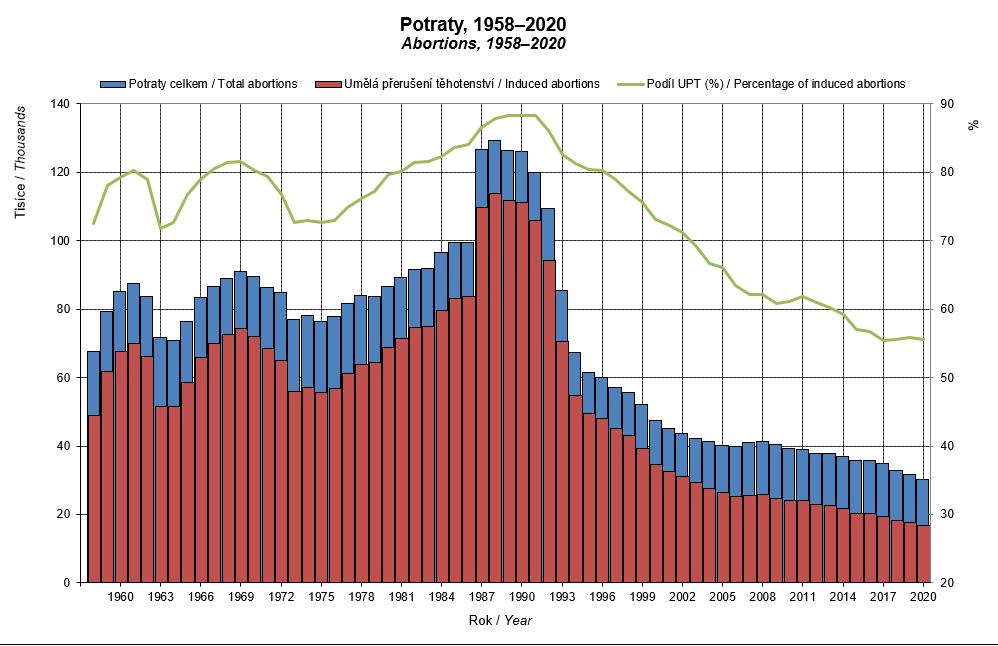 Potraty, 1958–2020
Abortions, 1958–2020
Potraty celkem / Total abortions
Umělá přerušení těhotenství / Induced abortions
Podíl UPT (%) / Percentage of induced abortions
Tisíce / Thousands
%
140
120
100
80
60
40
20
0
90
80
70
60
50
40
30
20
1960 1963 1966 1969 1972 1975 1978 1981 1984 1987 1990 1993 1996 1999 2002 2005 2008 2011 2014 2017 2020
Rok / Year